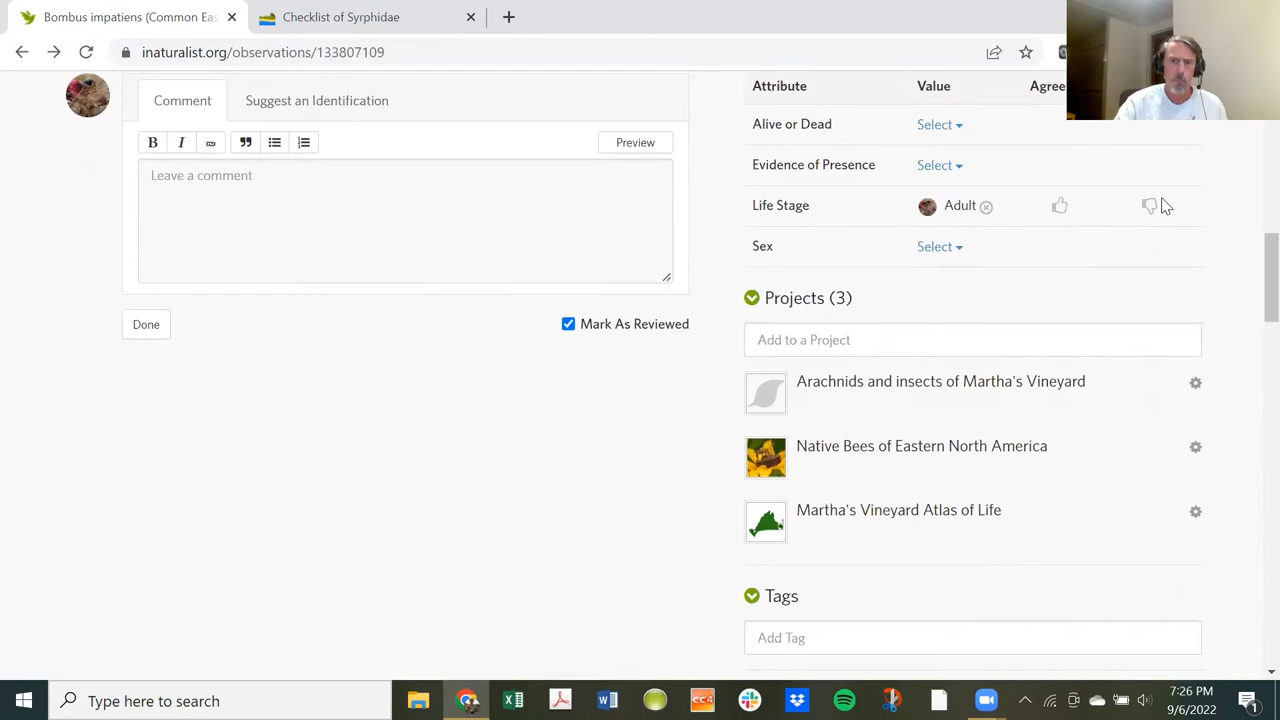 Bombus impatiens (Common Eas
Checklist of Syrphidae
inaturalist.org/observations/133807109
Comment
Suggest an Identification
B I
Preview
Leave a comment
Done
Mark As Reviewed
Attribute Value Agree
Alive or Dead Select
Evidence of Presence Select
Life Stage Adult
Sex Select
Projects (3)
Add to a Project
Arachnids and insects of Martha's Vineyard
Native Bees of Eastern North America
Martha's Vineyard Atlas of Life
Tags
Add Tag
Type here to search
CC4
7:26 PM
9/6/2022
1